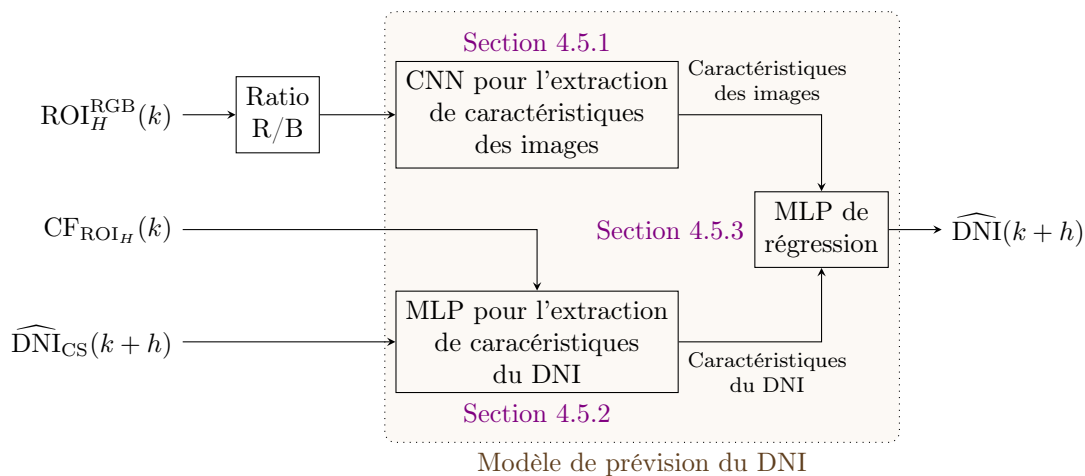 Section 4.5.1
ROI_H^RGB(k)
Ratio
R/B
CNN pour l'extraction
de caractéristiques
des images
Caractéristiques
des images
CF_ROI_H(k)
Section 4.5.3
MLP de
régression
\widehat{DNI}(k + h)
\widehat{DNI}_CS(k + h)
MLP pour l'extraction
de caracéristiques
du DNI
Caractéristiques
du DNI
Section 4.5.2
Modèle de prévision du DNI